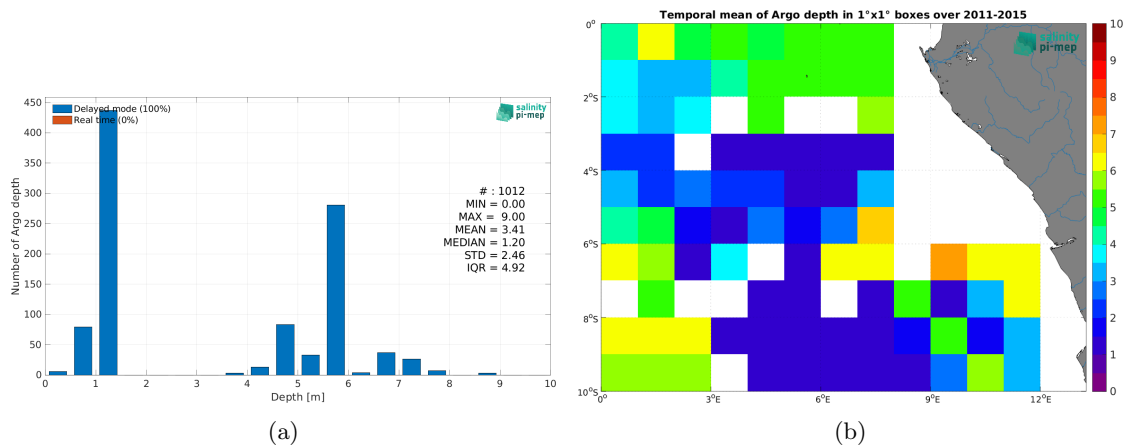 450
400
350
300
250
200
150
100
50
0
Number of Argo depth
Delayed mode (100%)
Real time (0%)
salinity
pi-mep
# : 1012
MIN = 0.00
MAX = 9.00
MEAN = 3.41
MEDIAN = 1.20
STD = 2.46
IQR = 4.92
0 1 2 3 4 5 6 7 8 9 10
Depth [m]
(a)
Temporal mean of Argo depth in 1°x1° boxes over 2011-2015
salinity
pi-mep
0°
2°S
4°S
6°S
8°S
10°S
0° 3°E 6°E 9°E 12°E
10
9
8
7
6
5
4
3
2
1
0
(b)